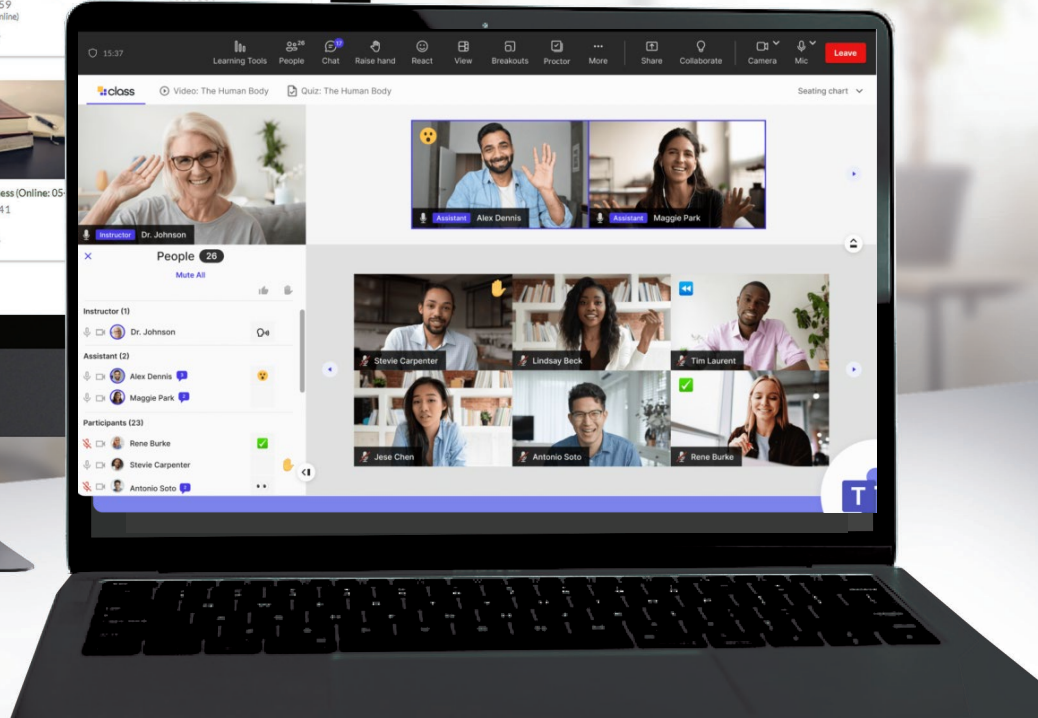 59
nline)
ess (Online: 05-
41
15:37
Learning Tools
People
26
Chat
17
Raise hand
React
View
Breakouts
Proctor
More
Share
Collaborate
Camera
Mic
Leave
class
Video: The Human Body
Quiz: The Human Body
Seating chart
Instructor Dr. Johnson
Assistant Alex Dennis
Assistant Maggie Park
People 26
Mute All
Instructor (1)
Dr. Johnson
Assistant (2)
Alex Dennis
Maggie Park
Participants (23)
Rene Burke
Stevie Carpenter
Antonio Soto
Stevie Carpenter
Lindsay Beck
Tim Laurent
Jese Chen
Antonio Soto
Rene Burke
T